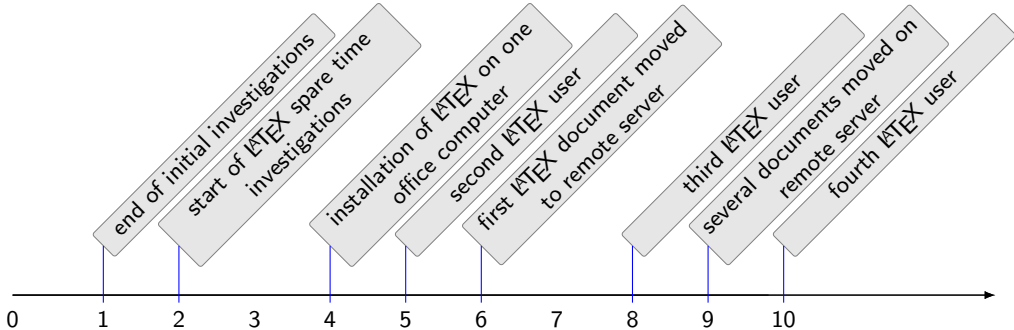 end of initial investigations
start of LATEX spare time
investigations
installation of LATEX on one
office computer
second LATEX user
first LATEX document moved
to remote server
third LATEX user
several documents moved on
remote server
fourth LATEX user
0 1 2 3 4 5 6 7 8 9 10